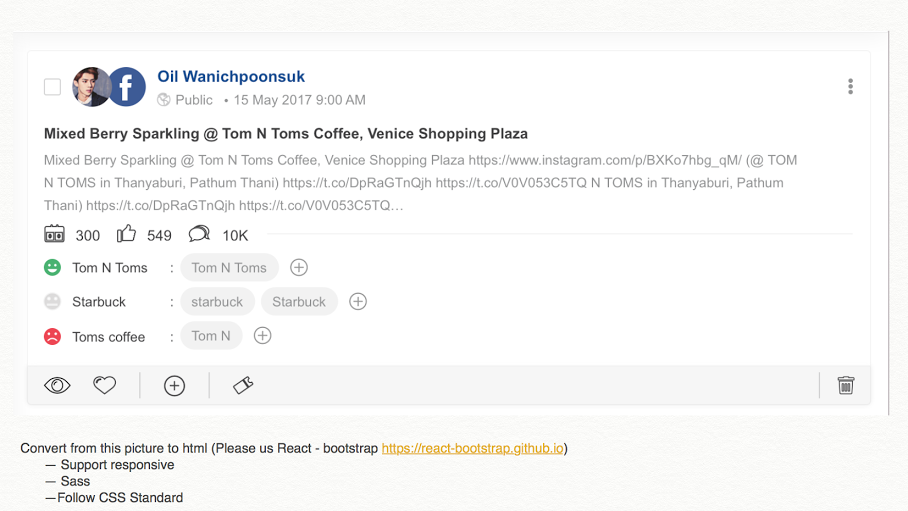 Oil Wanichpoonsuk
Public • 15 May 2017 9:00 AM
Mixed Berry Sparkling @ Tom N Toms Coffee, Venice Shopping Plaza
Mixed Berry Sparkling @ Tom N Toms Coffee, Venice Shopping Plaza https://www.instagram.com/p/BXKo7hbg_qM/ (@ TOM
N TOMS in Thanyaburi, Pathum Thani) https://t.co/DpRaGTnQjh https://t.co/V0V053C5TQ N TOMS in Thanyaburi, Pathum
Thani) https://t.co/DpRaGTnQjh https://t.co/V0V053C5TQ…
300 549 10K
Tom N Toms : Tom N Toms
Starbuck : starbuck Starbuck
Toms coffee : Tom N
Convert from this picture to html (Please us React - bootstrap https://react-bootstrap.github.io)
— Support responsive
— Sass
—Follow CSS Standard